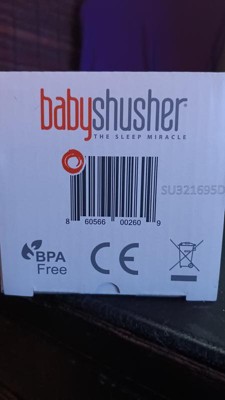 babyshusher®
THE SLEEP MIRACLE
SU321695D
8 60566 00260 9
BPA
Free
CE